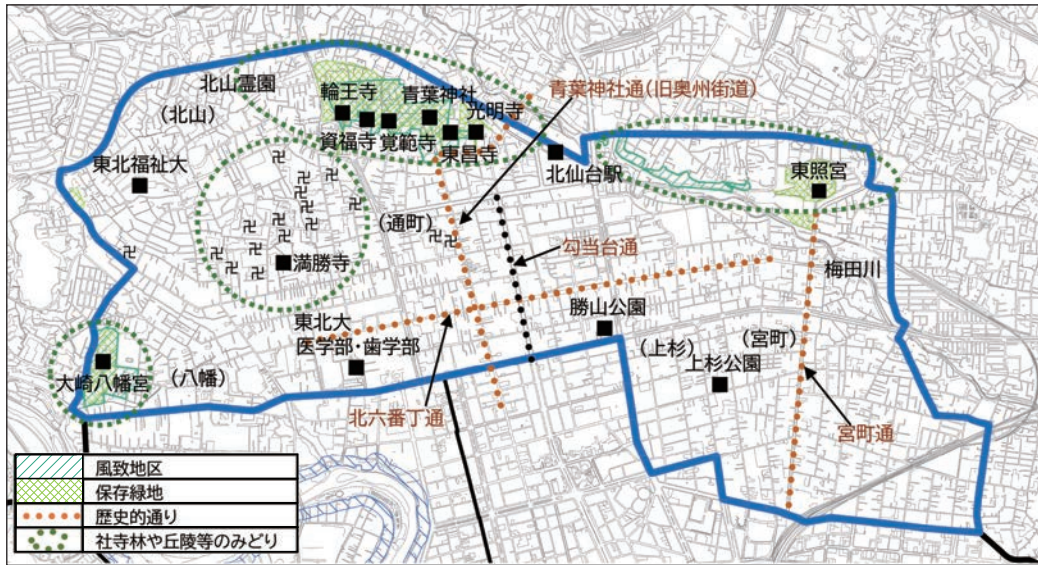 北山霊園
(北山)
輪王寺
青葉神社
光明寺
資福寺
覚範寺
東昌寺
青葉神社通(旧奥州街道)
東北福祉大
北仙台駅
東照宮
(通町)
勾当台通
満勝寺
梅田川
東北大
医学部・歯学部
勝山公園
(上杉)
(宮町)
上杉公園
大崎八幡宮
(八幡)
北六番丁通
宮町通
風致地区
保存緑地
歴史的通り
社寺林や丘陵等のみどり